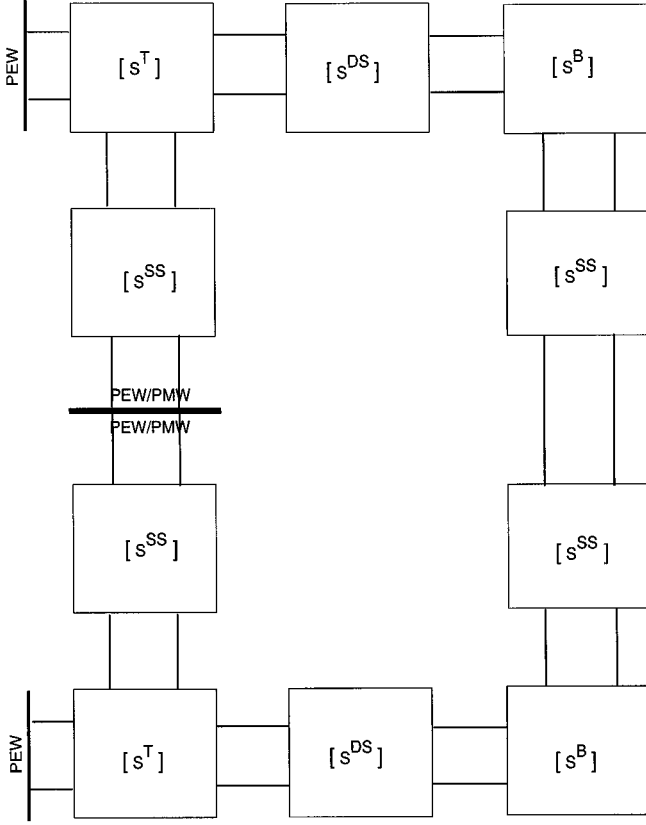 PEW
[ S^T ]
[ S^DS ]
[ S^B ]
[ S^SS ]
[ S^SS ]
PEW/PMW
PEW/PMW
[ S^SS ]
[ S^SS ]
PEW
[ S^T ]
[ S^DS ]
[ S^B ]